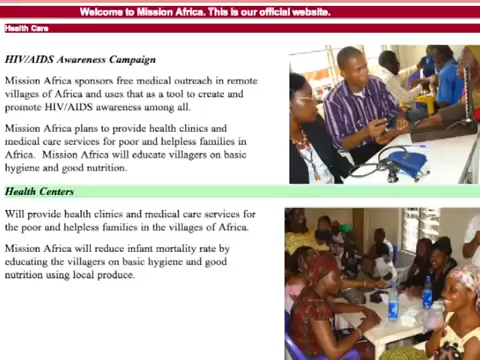 Welcome to Mission Africa. This is our official website.
Health Care
HIV/AIDS Awareness Campaign
Mission Africa sponsors free medical outreach in remote
villages of Africa and uses that as a tool to create and
promote HIV/AIDS awareness among all.
Mission Africa plans to provide health clinics and
medical care services for poor and helpless families in
Africa. Mission Africa will educate villagers on basic
hygiene and good nutrition.
Health Centers
Will provide health clinics and medical care services for
the poor and helpless families in the villages of Africa.
Mission Africa will reduce infant mortality rate by
educating the villagers on basic hygiene and good
nutrition using local produce.